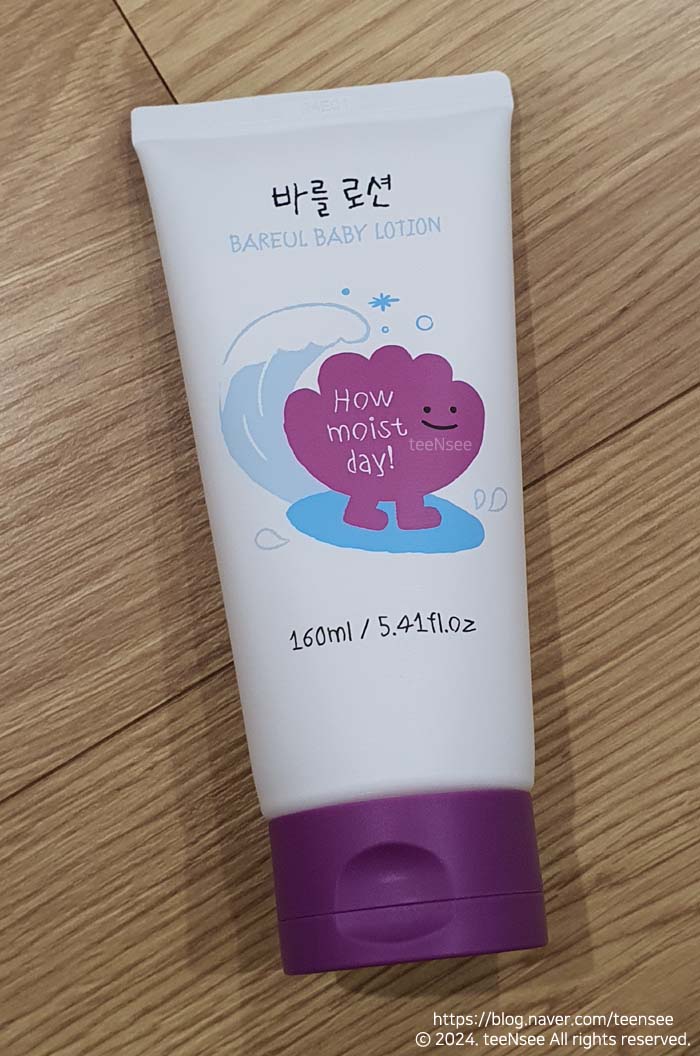 바를 로션
BAREUL BABY LOTION
How
moist
day!
teeNsee
160ml / 5.41fl.oz
https://blog.naver.com/teensee
© 2024. teeNsee All rights reserved.